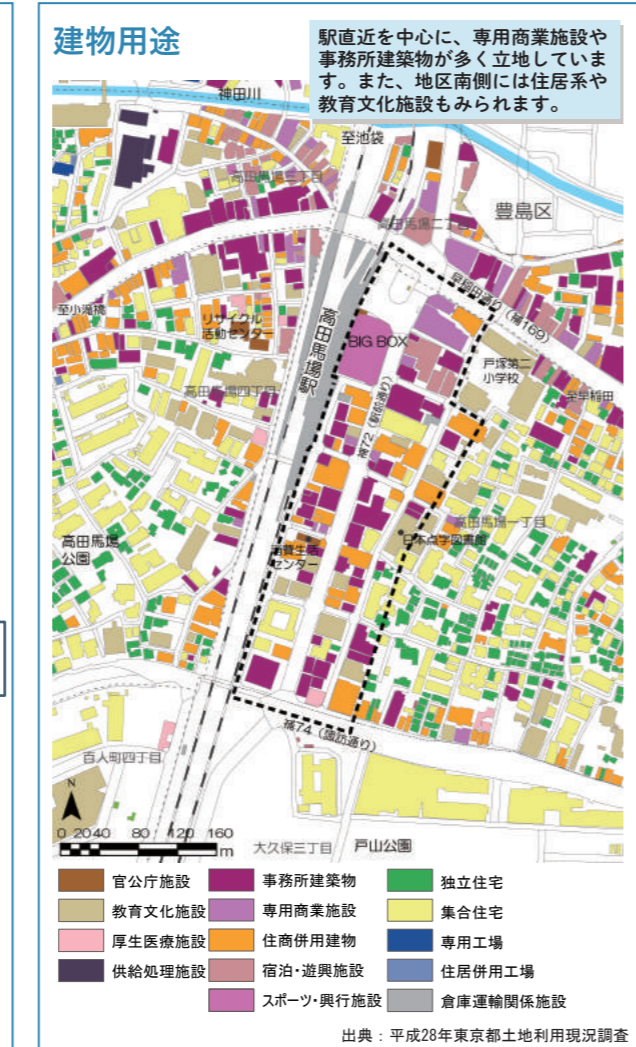 建物用途
駅直近を中心に、専用商業施設や
事務所建築物が多く立地していま
す。また、地区南側には住居系や
教育文化施設もみられます。
神田川
至池袋
高田馬場三丁目
高田馬場二丁目
豊島区
早稲田通り(補169)
至小滝橋
リサイクル
活動センター
高田馬場駅
BIG BOX
戸塚第二
小学校
至早稲田
高田馬場四丁目
補72(駅前通り)
高田馬場一丁目
日本点字図書館
高田馬場
公園
消費生活
センター
補74(諏訪通り)
百人町四丁目
N
0 20 40 80 120 160
m
大久保三丁目
戸山公園
官公庁施設
事務所建築物
独立住宅
教育文化施設
専用商業施設
集合住宅
厚生医療施設
住商併用建物
専用工場
供給処理施設
宿泊・遊興施設
住居併用工場
スポーツ・興行施設
倉庫運輸関係施設
出典:平成28年東京都土地利用現況調査